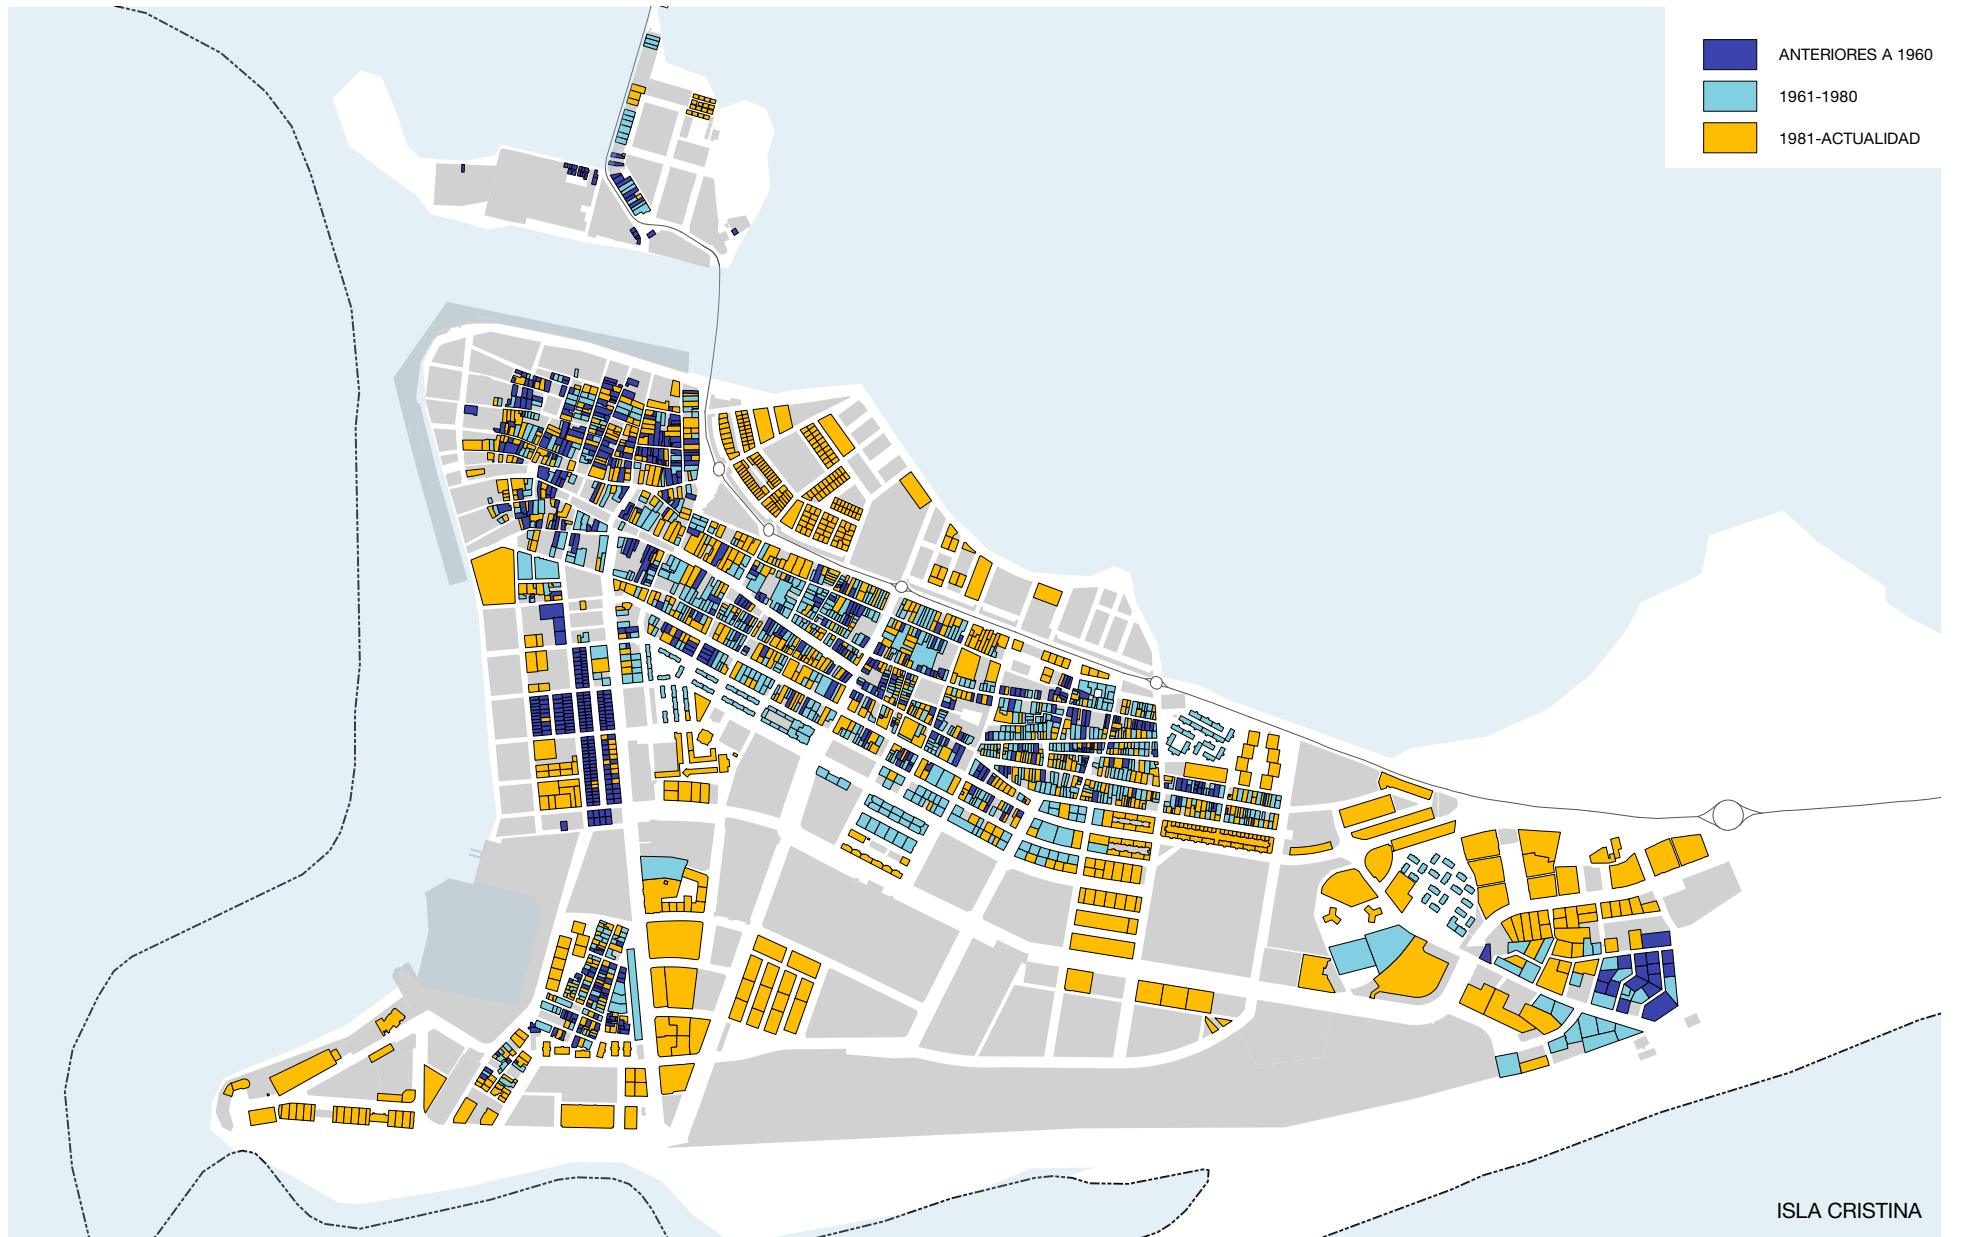 ANTERIORES A 1960
1961-1980
1981-ACTUALIDAD
ISLA CRISTINA